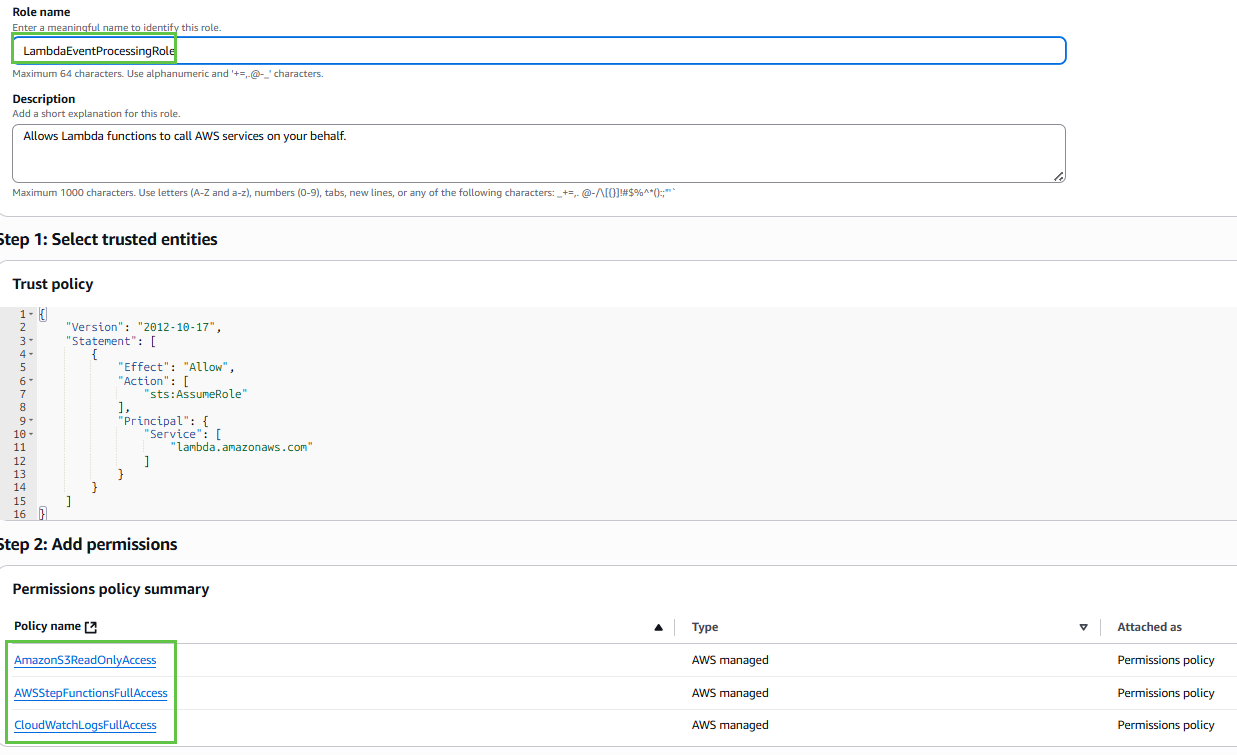 Role name
Enter a meaningful name to identify this role.
LambdaEventProcessingRole
Maximum 64 characters. Use alphanumeric and '+=,.@-_' characters.
Description
Add a short explanation for this role.
Allows Lambda functions to call AWS services on your behalf.
Maximum 1000 characters. Use letters (A-Z and a-z), numbers (0-9), tabs, new lines, or any of the following characters: _+=,. @-/\[{}]!#$%^*();:"'`
Step 1: Select trusted entities
Trust policy
1 {
2 "Version": "2012-10-17",
3 "Statement": [
4 {
5 "Effect": "Allow",
6 "Action": [
7 "sts:AssumeRole"
8 ],
9 "Principal": {
10 "Service": [
11 "lambda.amazonaws.com"
12 ]
13 }
14 }
15 ]
16 }
Step 2: Add permissions
Permissions policy summary
Policy name Type Attached as
AmazonS3ReadOnlyAccess AWS managed Permissions policy
AWSStepFunctionsFullAccess AWS managed Permissions policy
CloudWatchLogsFullAccess AWS managed Permissions policy